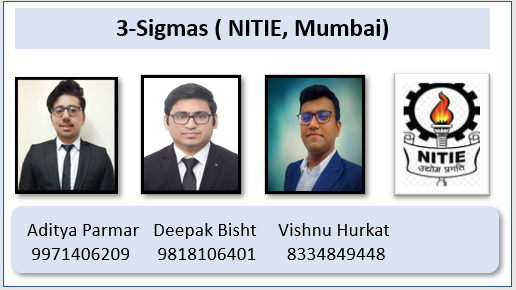 3-Sigmas ( NITIE, Mumbai)
NITIE
उद्योग प्रगति
Aditya Parmar Deepak Bisht Vishnu Hurkat
9971406209 9818106401 8334849448